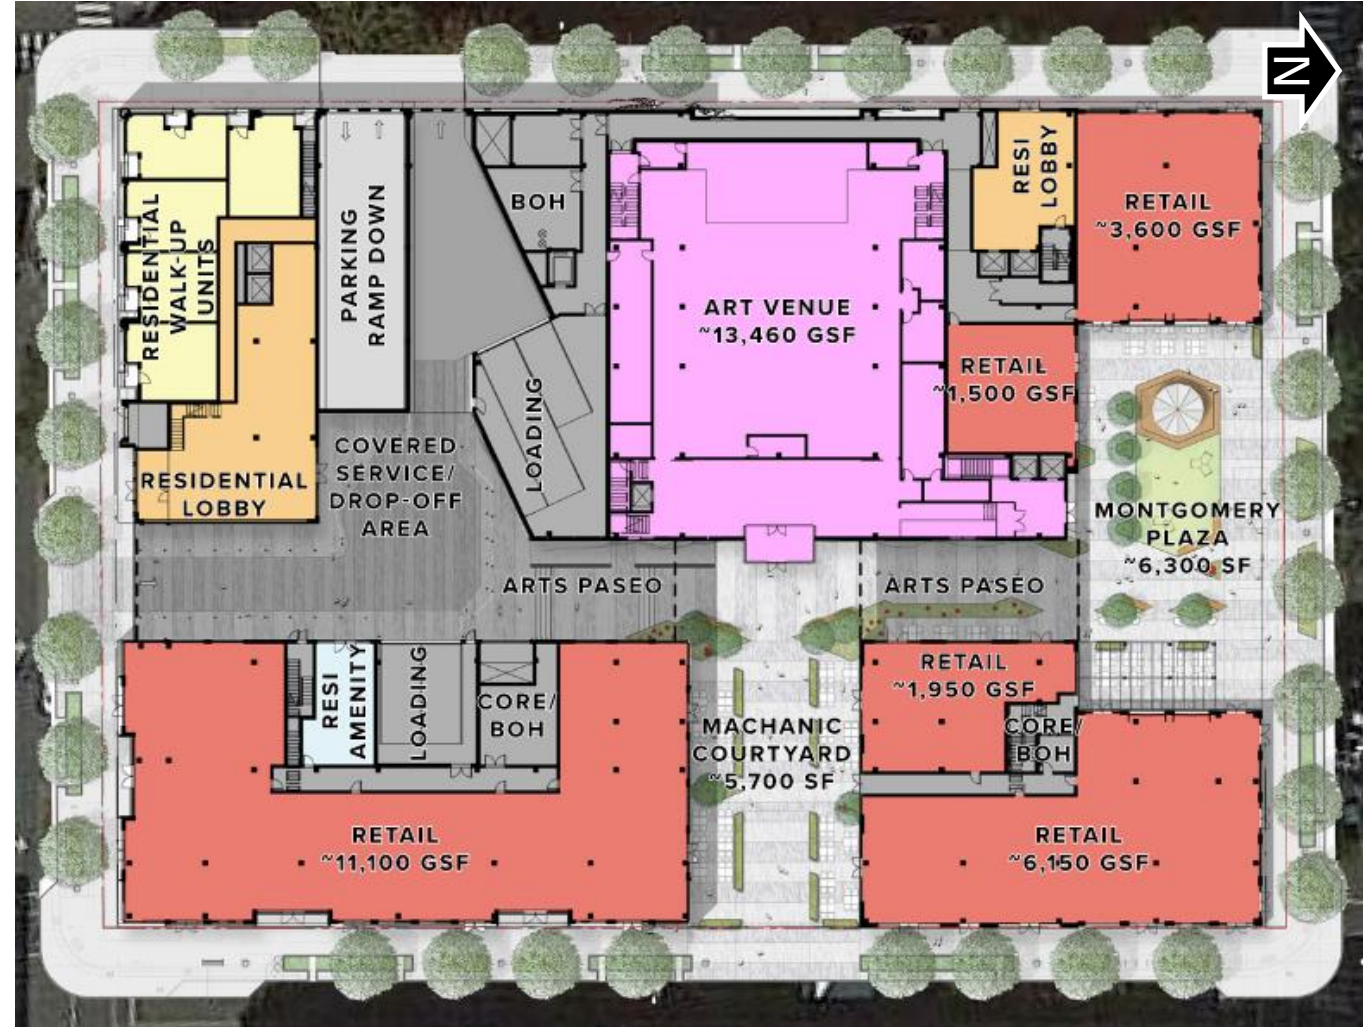 N
RESI
LOBBY
RETAIL
~3,600 GSF
BOH
RESIDENTIAL
WALK-UP
UNITS
PARKING
RAMP DOWN
ART VENUE
~13,460 GSF
RETAIL
~1,500 GSF
LOADING
COVERED
SERVICE/
DROP-OFF
AREA
RESIDENTIAL
LOBBY
MONTGOMERY
PLAZA
~6,300 SF
ARTS PASEO
ARTS PASEO
RESI
AMENITY
LOADING
CORE/
BOH
RETAIL
~1,950 GSF
CORE/
BOH
MACHANIC
COURTYARD
~5,700 SF
RETAIL
~11,100 GSF
RETAIL
~6,150 GSF